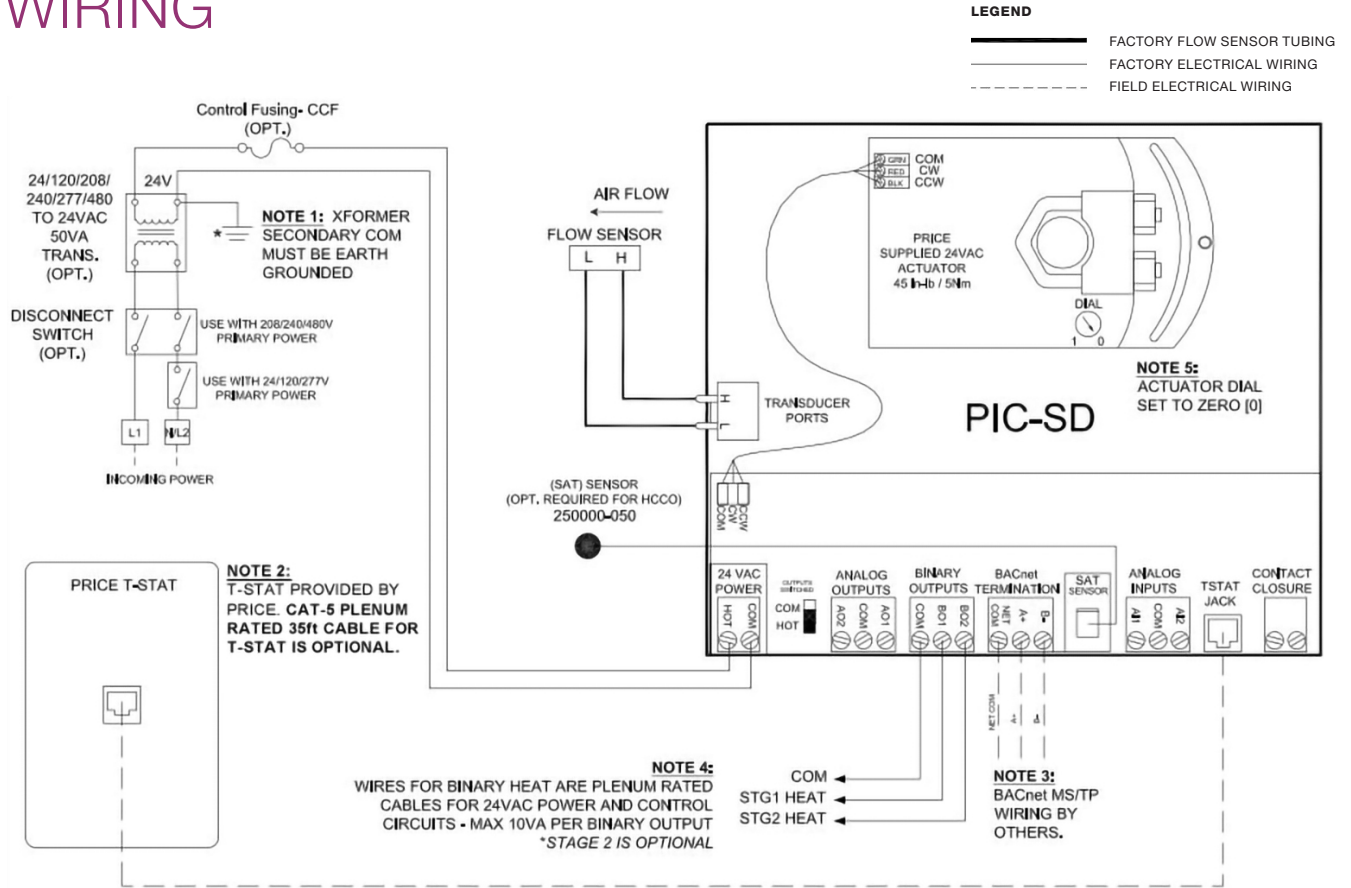 WIRING
LEGEND
FACTORY FLOW SENSOR TUBING
FACTORY ELECTRICAL WIRING
FIELD ELECTRICAL WIRING
Control Fusing- CCF
(OPT.)
24/120/208/
240/277/480
TO 24VAC
50VA
TRANS.
(OPT.)
24V
*
NOTE 1: XFORMER
SECONDARY COM
MUST BE EARTH
GROUNDED
DISCONNECT
SWITCH
(OPT.)
USE WITH 208/240/480V
PRIMARY POWER
USE WITH 24/120/277V
PRIMARY POWER
L1
N/L2
INCOMING POWER
AIR FLOW
FLOW SENSOR
L H
GRN COM
RED CW
BLK CCW
PRICE
SUPPLIED 24VAC
ACTUATOR
45 In-lb / 5Nm
DIAL
1 0
NOTE 5:
ACTUATOR DIAL
SET TO ZERO [0]
PIC-SD
H
L
TRANSDUCER
PORTS
COM
CW
CCW
(SAT) SENSOR
(OPT. REQUIRED FOR HCCO)
250000-050
24 VAC
POWER
HOT
COM
OUTPUTS
SWITCHED
COM
HOT
ANALOG
OUTPUTS
AO2
COM
AO1
BINARY
OUTPUTS
COM
BO1
BO2
BACnet
TERMINATION
NET
COM
A+
B-
SAT
SENSOR
ANALOG
INPUTS
AI1
COM
AI2
TSTAT
JACK
CONTACT
CLOSURE
PRICE T-STAT
NOTE 2:
T-STAT PROVIDED BY
PRICE. CAT-5 PLENUM
RATED 35ft CABLE FOR
T-STAT IS OPTIONAL.
NET COM
A+
B-
NOTE 4:
WIRES FOR BINARY HEAT ARE PLENUM RATED
CABLES FOR 24VAC POWER AND CONTROL
CIRCUITS - MAX 10VA PER BINARY OUTPUT
*STAGE 2 IS OPTIONAL
COM
STG1 HEAT
STG2 HEAT
NOTE 3:
BACnet MS/TP
WIRING BY
OTHERS.